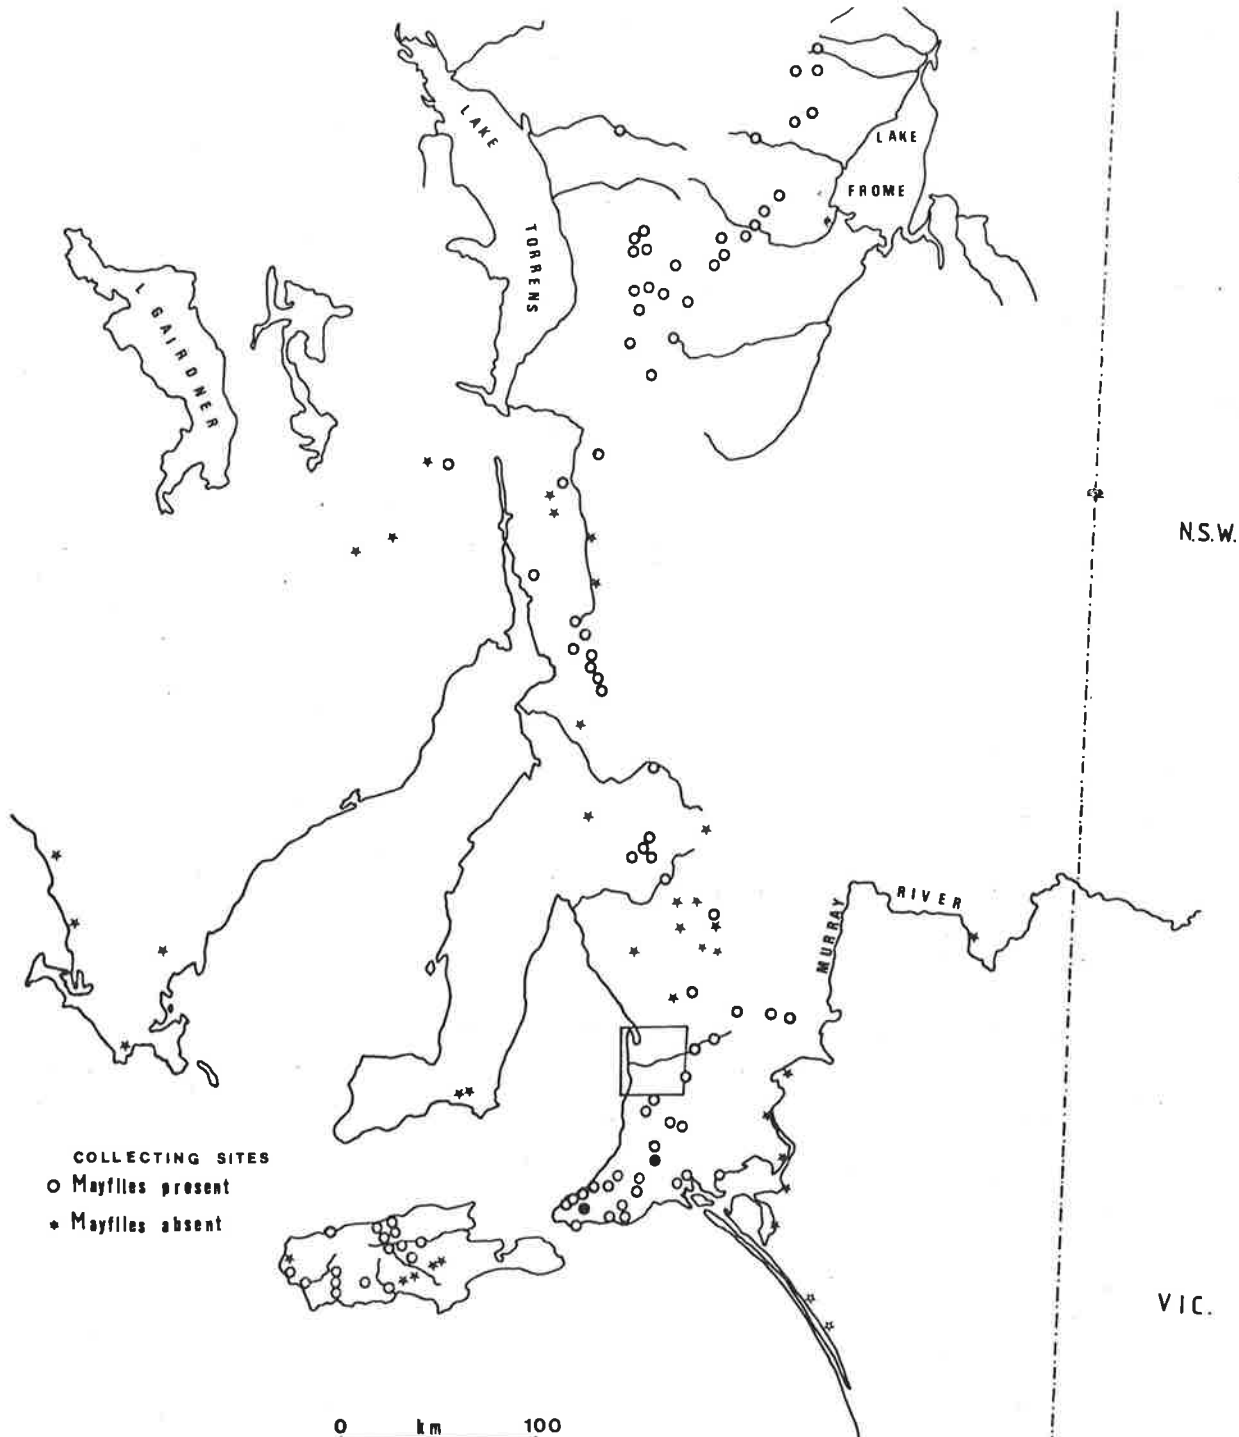 LAKE
TORRENS
LAKE
FROME
L. GAIRDNER
N.S.W.
MURRAY
RIVER
COLLECTING SITES
Mayflies present
Mayflies absent
VIC.
0 km 100